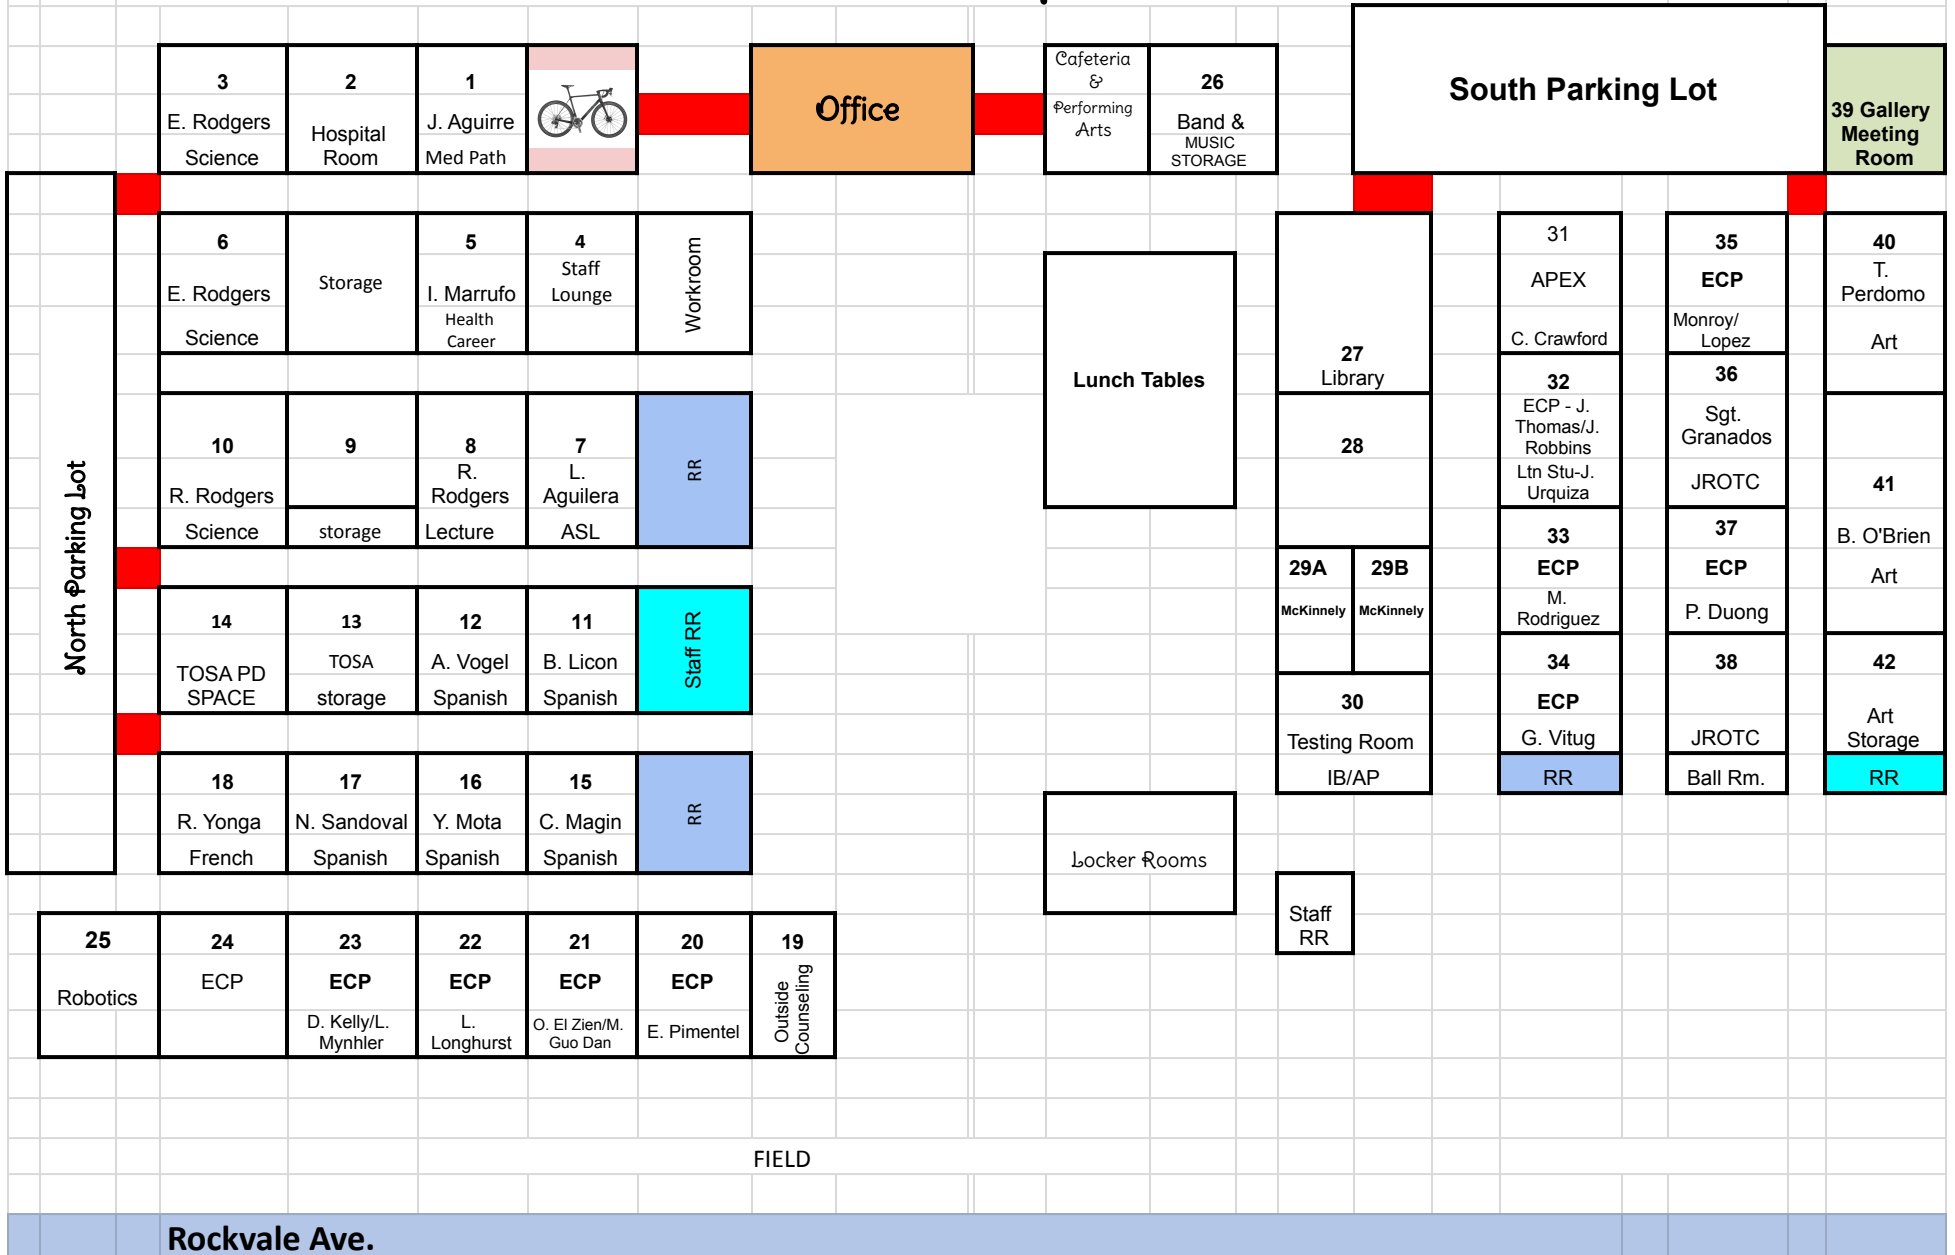 3
E. Rodgers
Science
2
Hospital
Room
1
J. Aguirre
Med Path
Office
Cafeteria
&
Performing
Arts
26
Band &
MUSIC
STORAGE
South Parking Lot
39 Gallery
Meeting
Room
North Parking Lot
6
E. Rodgers
Science
Storage
5
I. Marrufo
Health
Career
4
Staff
Lounge
Workroom
10
R. Rodgers
Science
9
storage
8
R.
Rodgers
Lecture
7
L.
Aguilera
ASL
RR
14
TOSA PD
SPACE
13
TOSA
storage
12
A. Vogel
Spanish
11
B. Licon
Spanish
Staff RR
18
R. Yonga
French
17
N. Sandoval
Spanish
16
Y. Mota
Spanish
15
C. Magin
Spanish
RR
25
Robotics
24
ECP
23
ECP
D. Kelly/L.
Mynhler
22
ECP
L.
Longhurst
21
ECP
O. El Zien/M.
Guo Dan
20
ECP
E. Pimentel
19
Outside
Counseling
Lunch Tables
Locker Rooms
Staff
RR
27
Library
28
29A
McKinnely
29B
McKinnely
30
Testing Room
IB/AP
31
APEX
C. Crawford
32
ECP - J.
Thomas/J.
Robbins
Ltn Stu-J.
Urquiza
33
ECP
M.
Rodriguez
34
ECP
G. Vitug
RR
35
ECP
Monroy/
Lopez
36
Sgt.
Granados
JROTC
37
ECP
P. Duong
38
JROTC
Ball Rm.
40
T.
Perdomo
Art
41
B. O'Brien
Art
42
Art
Storage
RR
FIELD
Rockvale Ave.